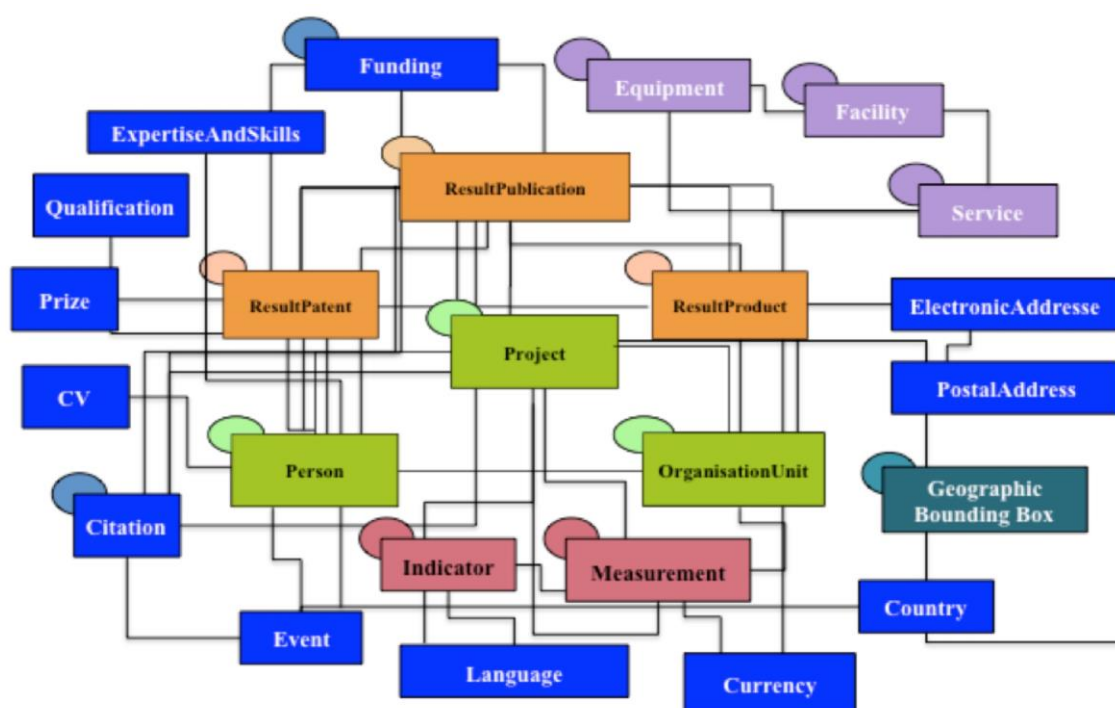 Funding
Equipment
Facility
ExpertiseAndSkills
ResultPublication
Qualification
Service
Prize
ResultPatent
ResultProduct
ElectronicAddresse
Project
CV
PostalAddress
Person
OrganisationUnit
Geographic
Bounding Box
Citation
Indicator
Measurement
Country
Event
Language
Currency